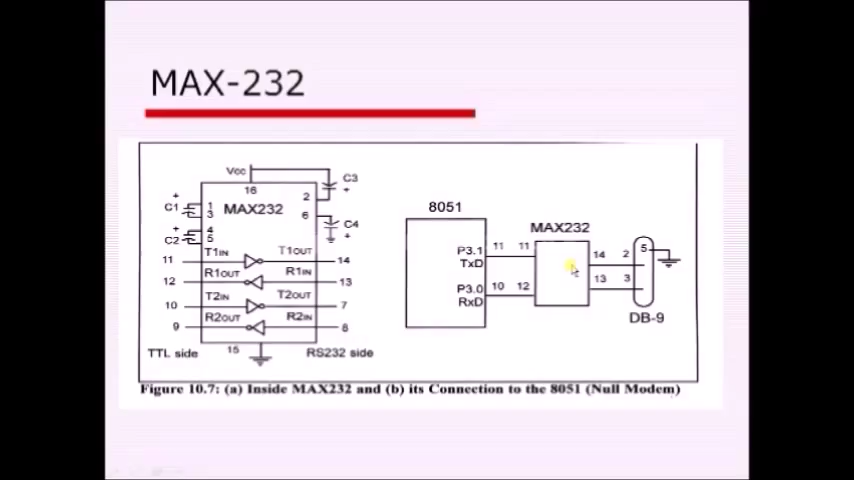 MAX-232
Vcc
16
C3
+
2
+
C1
1
3
MAX232
6
C4
+
+
C2
4
5
T1IN
T1OUT
11
14
R1OUT
R1IN
12
13
T2IN
T2OUT
10
7
R2OUT
R2IN
9
8
TTL side
15
RS232 side
8051
MAX232
P3.1
TxD
11
11
14
2
5
P3.0
RxD
10
12
13
3
DB-9
Figure 10.7: (a) Inside MAX232 and (b) its Connection to the 8051 (Null Modem)